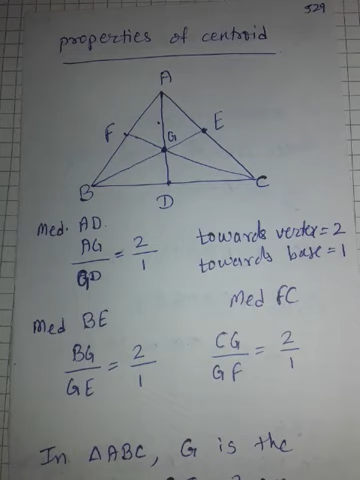 529
properties of centroid
A
F
E
G
B
D
C
Med. AD
AG/GD = 2/1
towards vertex = 2
towards base = 1
Med BE
BG/GE = 2/1
Med FC
CG/GF = 2/1
In ΔABC, G is the